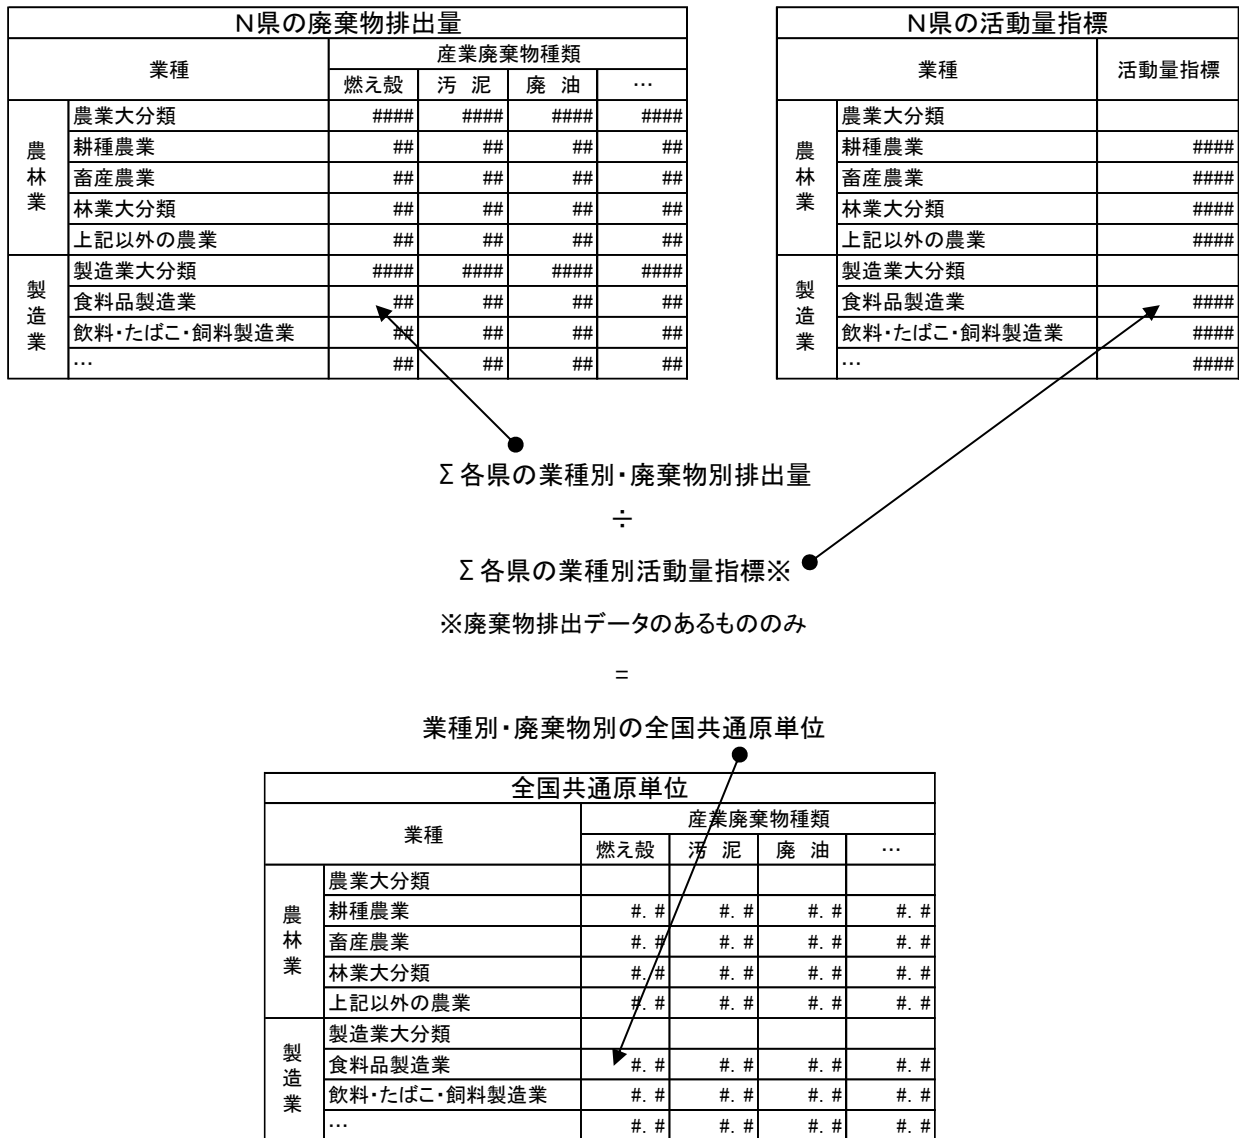 N県の廃棄物排出量
業種 産業廃棄物種類
燃え殻 汚 泥 廃 油 …
農林業
農業大分類 #### #### #### ####
耕種農業 ## ## ## ##
畜産農業 ## ## ## ##
林業大分類 ## ## ## ##
上記以外の農業 ## ## ## ##
製造業
製造業大分類 #### #### #### ####
食料品製造業 ## ## ## ##
飲料・たばこ・飼料製造業 ## ## ## ##
… ## ## ## ##
N県の活動量指標
業種 活動量指標
農林業
農業大分類
耕種農業 ####
畜産農業 ####
林業大分類 ####
上記以外の農業 ####
製造業
製造業大分類
食料品製造業 ####
飲料・たばこ・飼料製造業 ####
… ####
Σ各県の業種別・廃棄物別排出量
÷
Σ各県の業種別活動量指標※
※廃棄物排出データのあるもののみ
=
業種別・廃棄物別の全国共通原単位
全国共通原単位
業種 産業廃棄物種類
燃え殻 汚 泥 廃 油 …
農林業
農業大分類
耕種農業 #. # #. # #. # #. #
畜産農業 #. # #. # #. # #. #
林業大分類 #. # #. # #. # #. #
上記以外の農業 #. # #. # #. # #. #
製造業
製造業大分類
食料品製造業 #. # #. # #. # #. #
飲料・たばこ・飼料製造業 #. # #. # #. # #. #
… #. # #. # #. # #. #